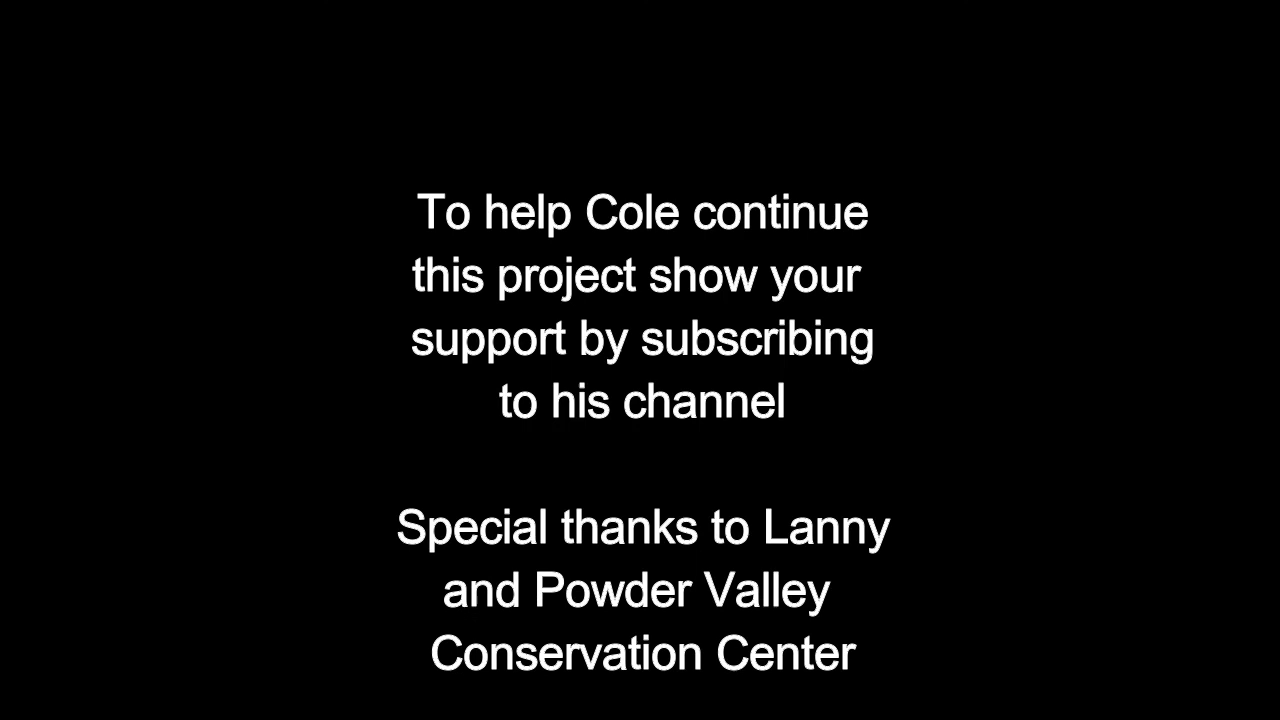 To help Cole continue
this project show your
support by subscribing
to his channel
Special thanks to Lanny
and Powder Valley
Conservation Center